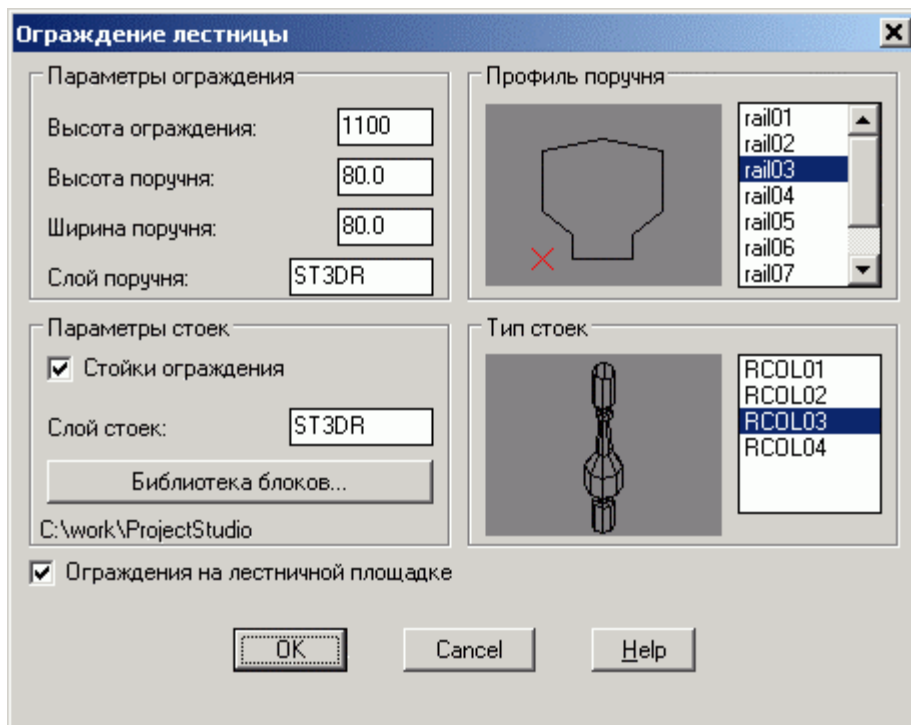 Ограждение лестницы
Параметры ограждения
Высота ограждения: 1100
Высота поручня: 80.0
Ширина поручня: 80.0
Слой поручня: ST3DR
Профиль поручня
rail01
rail02
rail03
rail04
rail05
rail06
rail07
Параметры стоек
Стойки ограждения
Слой стоек: ST3DR
Библиотека блоков...
C:\work\ProjectStudio
Тип стоек
RCOL01
RCOL02
RCOL03
RCOL04
Ограждения на лестничной площадке
OK Cancel Help